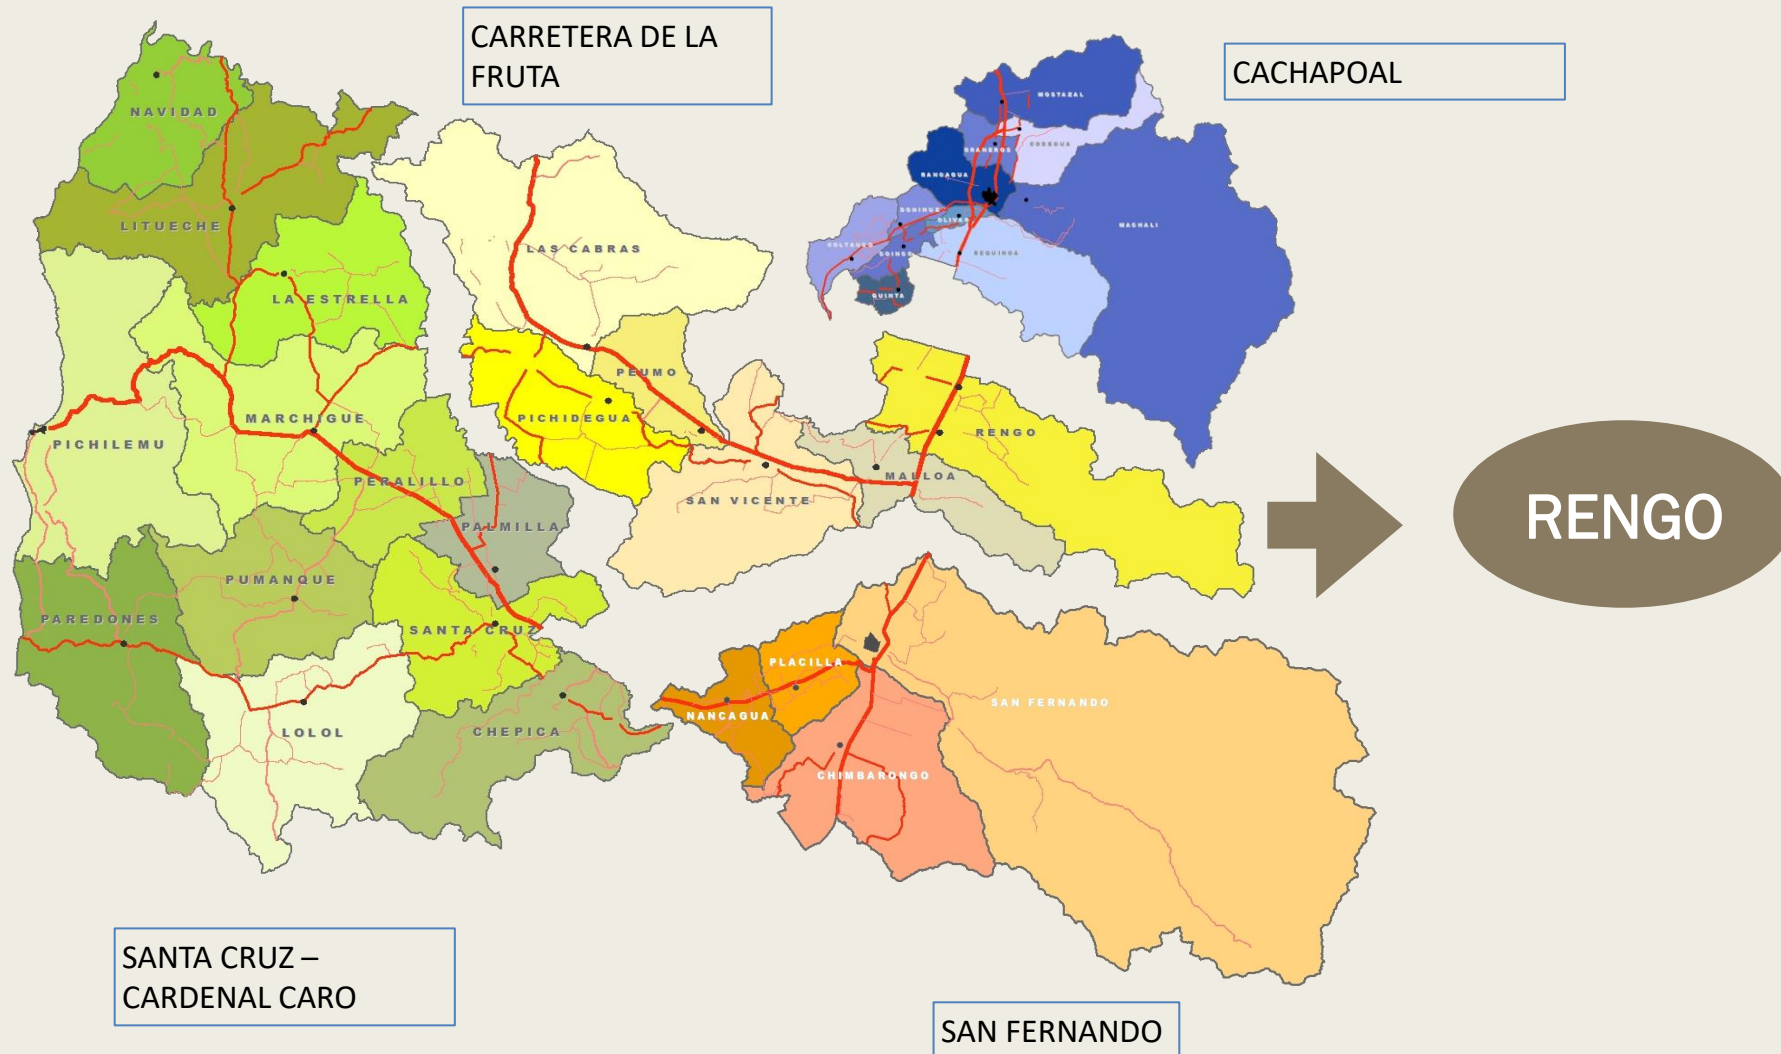 CARRETERA DE LA
FRUTA
CACHAPOAL
NAVIDAD
LITUECHE
LA ESTRELLA
PICHILEMU
MARCHIGUE
PERALILLO
PALMILLA
PUMANQUE
PAREDONES
SANTA CRUZ
LOLOL
CHEPICA
LAS CABRAS
PEUMO
PICHIDEGUA
SAN VICENTE
MALLOA
RENGO
MOSTAZAL
CODEGUA
RANCAGUA
MACHALI
OLIVAR
REQUINOA
QUINTA
RENGO
PLACILLA
NANCAGUA
CHIMBARONGO
SAN FERNANDO
SANTA CRUZ –
CARDENAL CARO
SAN FERNANDO